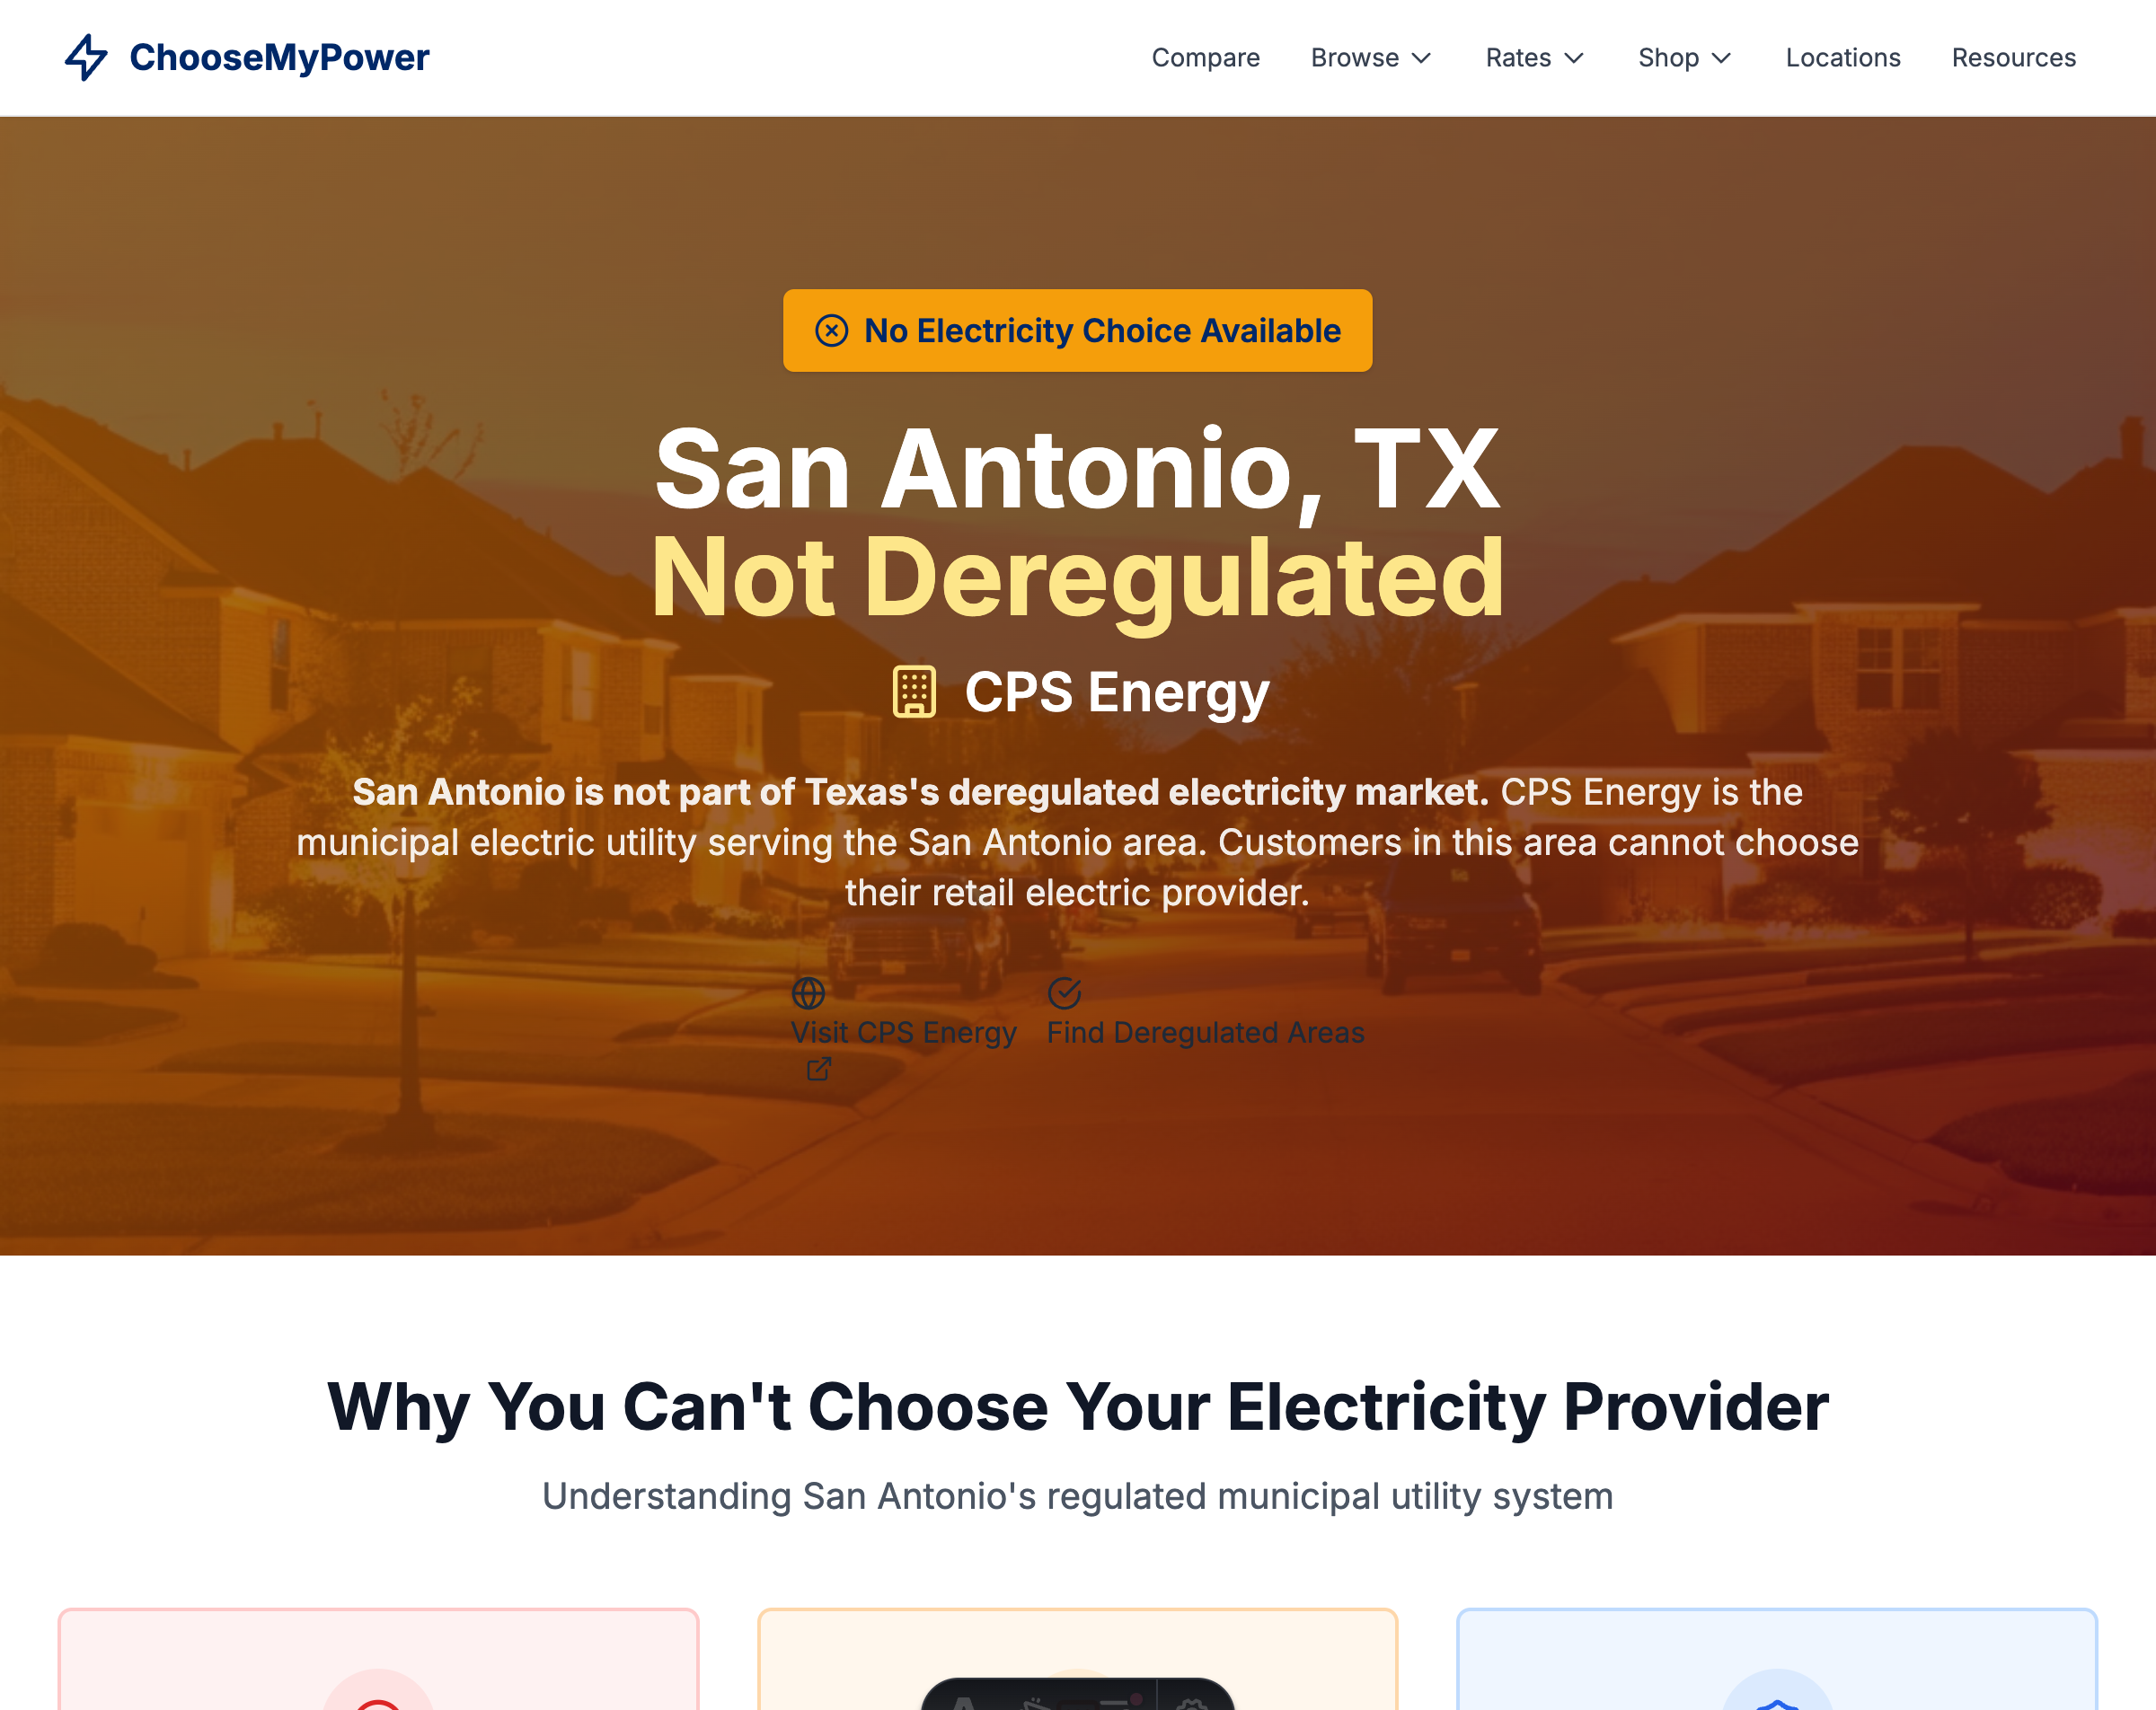 ChooseMyPower
Compare
Browse
Rates
Shop
Locations
Resources
No Electricity Choice Available
San Antonio, TX
Not Deregulated
CPS Energy
San Antonio is not part of Texas's deregulated electricity market. CPS Energy is the
municipal electric utility serving the San Antonio area. Customers in this area cannot choose
their retail electric provider.
Visit CPS Energy
Find Deregulated Areas
Why You Can't Choose Your Electricity Provider
Understanding San Antonio's regulated municipal utility system